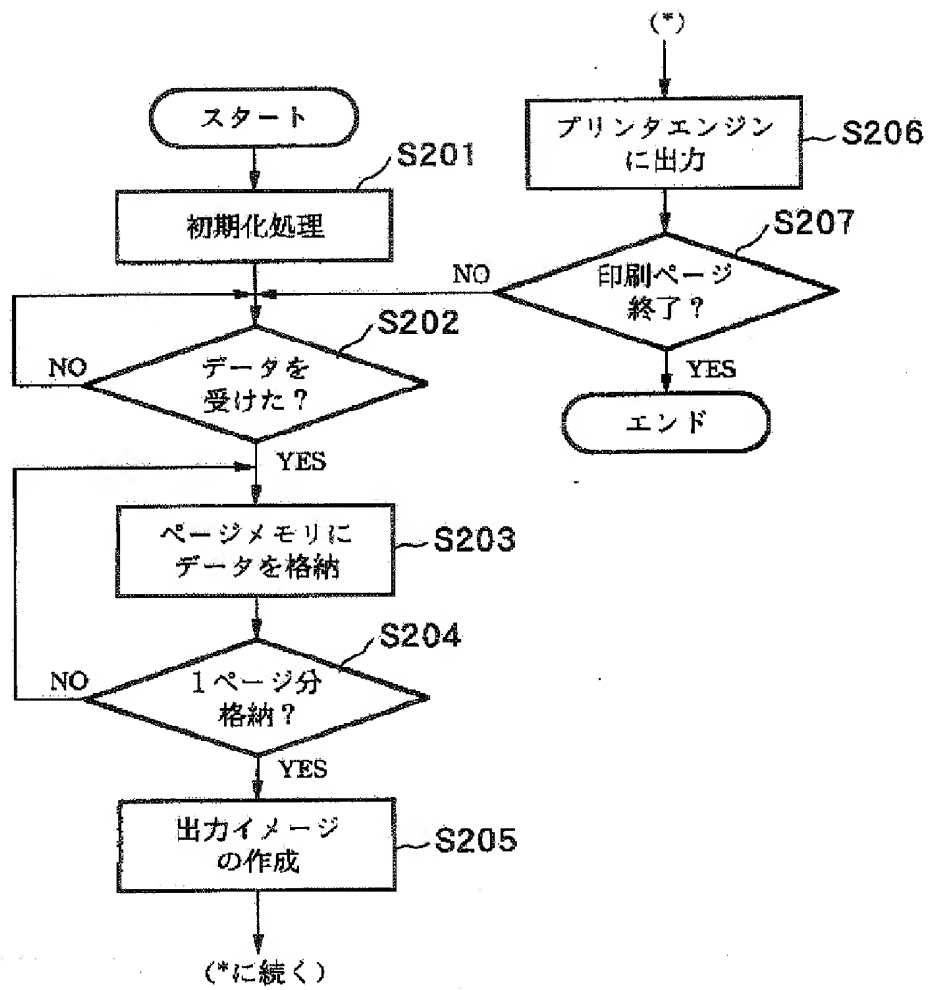 スタート
S201
初期化処理
S202
データを
受けた?
NO
YES
ページメモリに
データを格納
S203
S204
1ページ分
格納?
NO
YES
出力イメージ
の作成
S205
(*に続く)
(*)
プリンタエンジン
に出力
S206
S207
印刷ページ
終了?
NO
YES
エンド